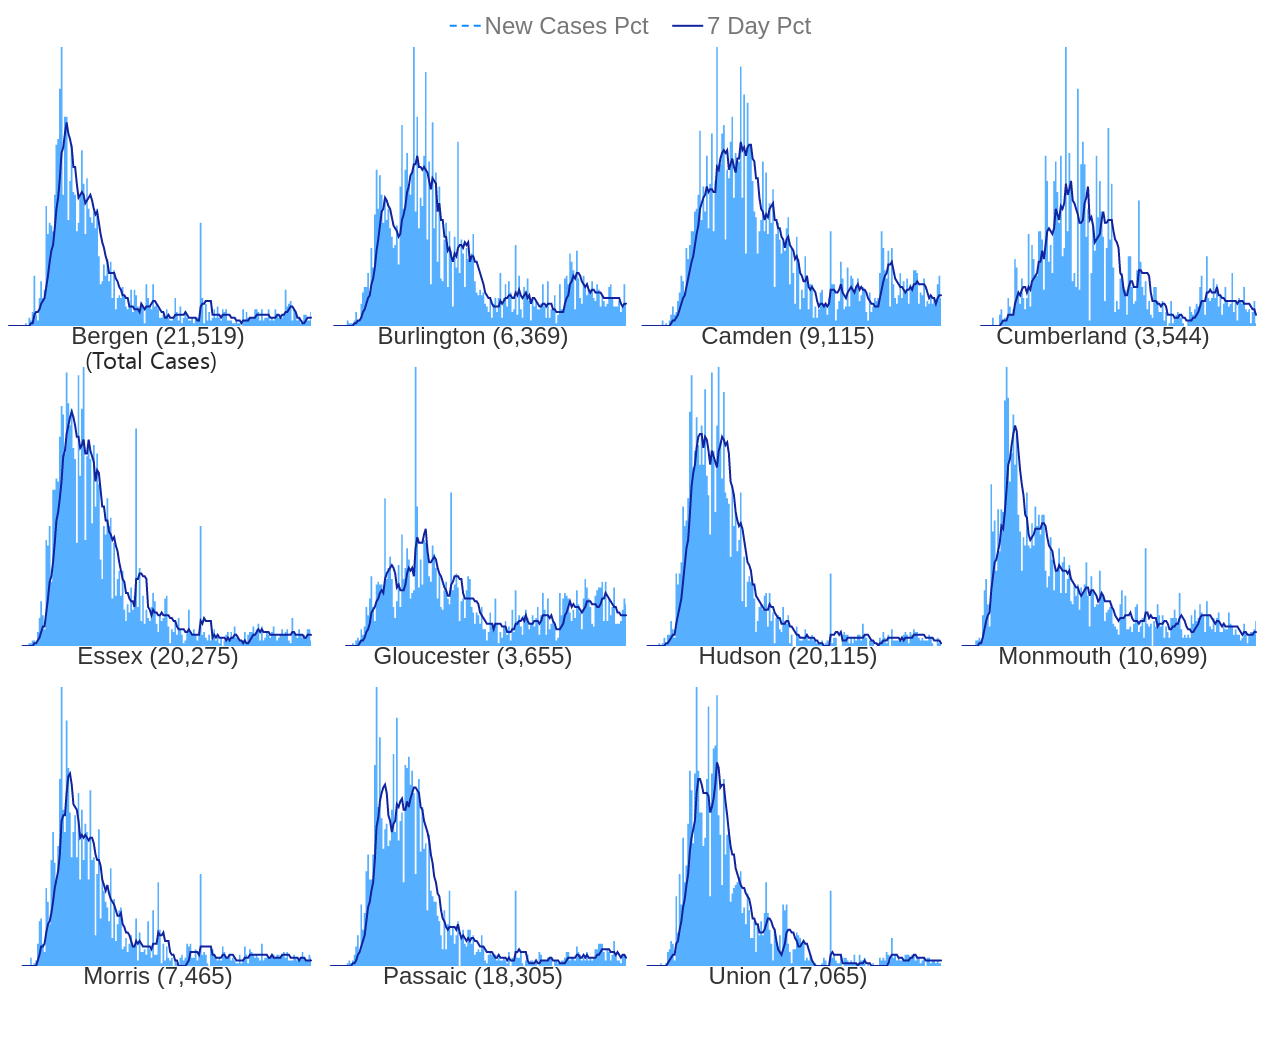 New Cases Pct 7 Day Pct
Bergen (21,519) Burlington (6,369) Camden (9,115) Cumberland (3,544)
(Total Cases)
Essex (20,275) Gloucester (3,655) Hudson (20,115) Monmouth (10,699)
Morris (7,465) Passaic (18,305) Union (17,065)